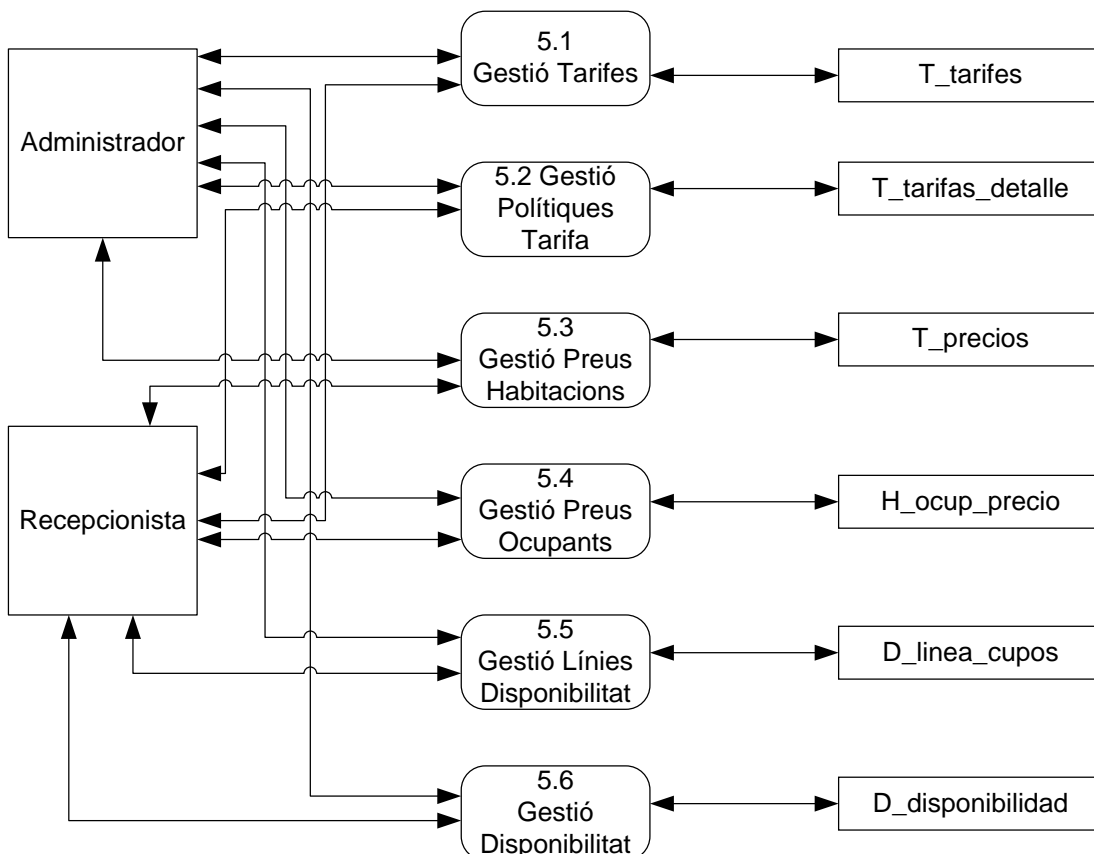 5.1
Gestió Tarifes
T_tarifes
Administrador
5.2 Gestió
Polítiques
Tarifa
T_tarifas_detalle
5.3
Gestió Preus
Habitacions
T_precios
Recepcionista
5.4
Gestió Preus
Ocupants
H_ocup_precio
5.5
Gestió Línies
Disponibilitat
D_linea_cupos
5.6
Gestió
Disponibilitat
D_disponibilidad